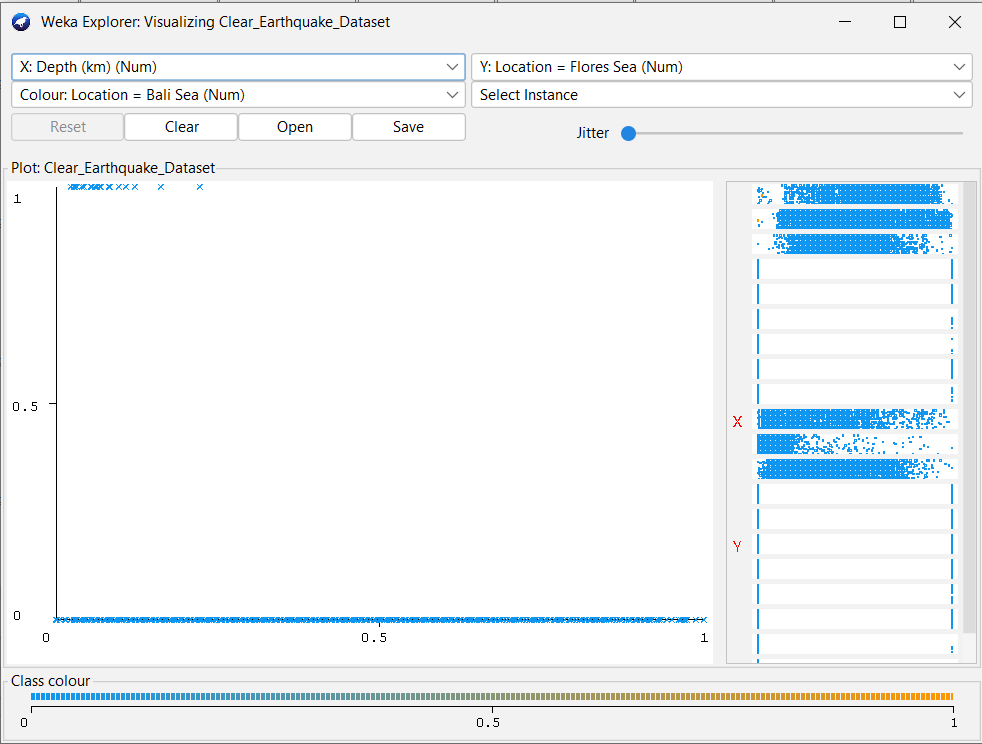 Weka Explorer: Visualizing Clear_Earthquake_Dataset
X: Depth (km) (Num) Y: Location = Flores Sea (Num)
Colour: Location = Bali Sea (Num) Select Instance
Reset Clear Open Save Jitter
Plot: Clear_Earthquake_Dataset
1
0.5
0
0 0.5 1
X
Y
Class colour
0 0.5 1